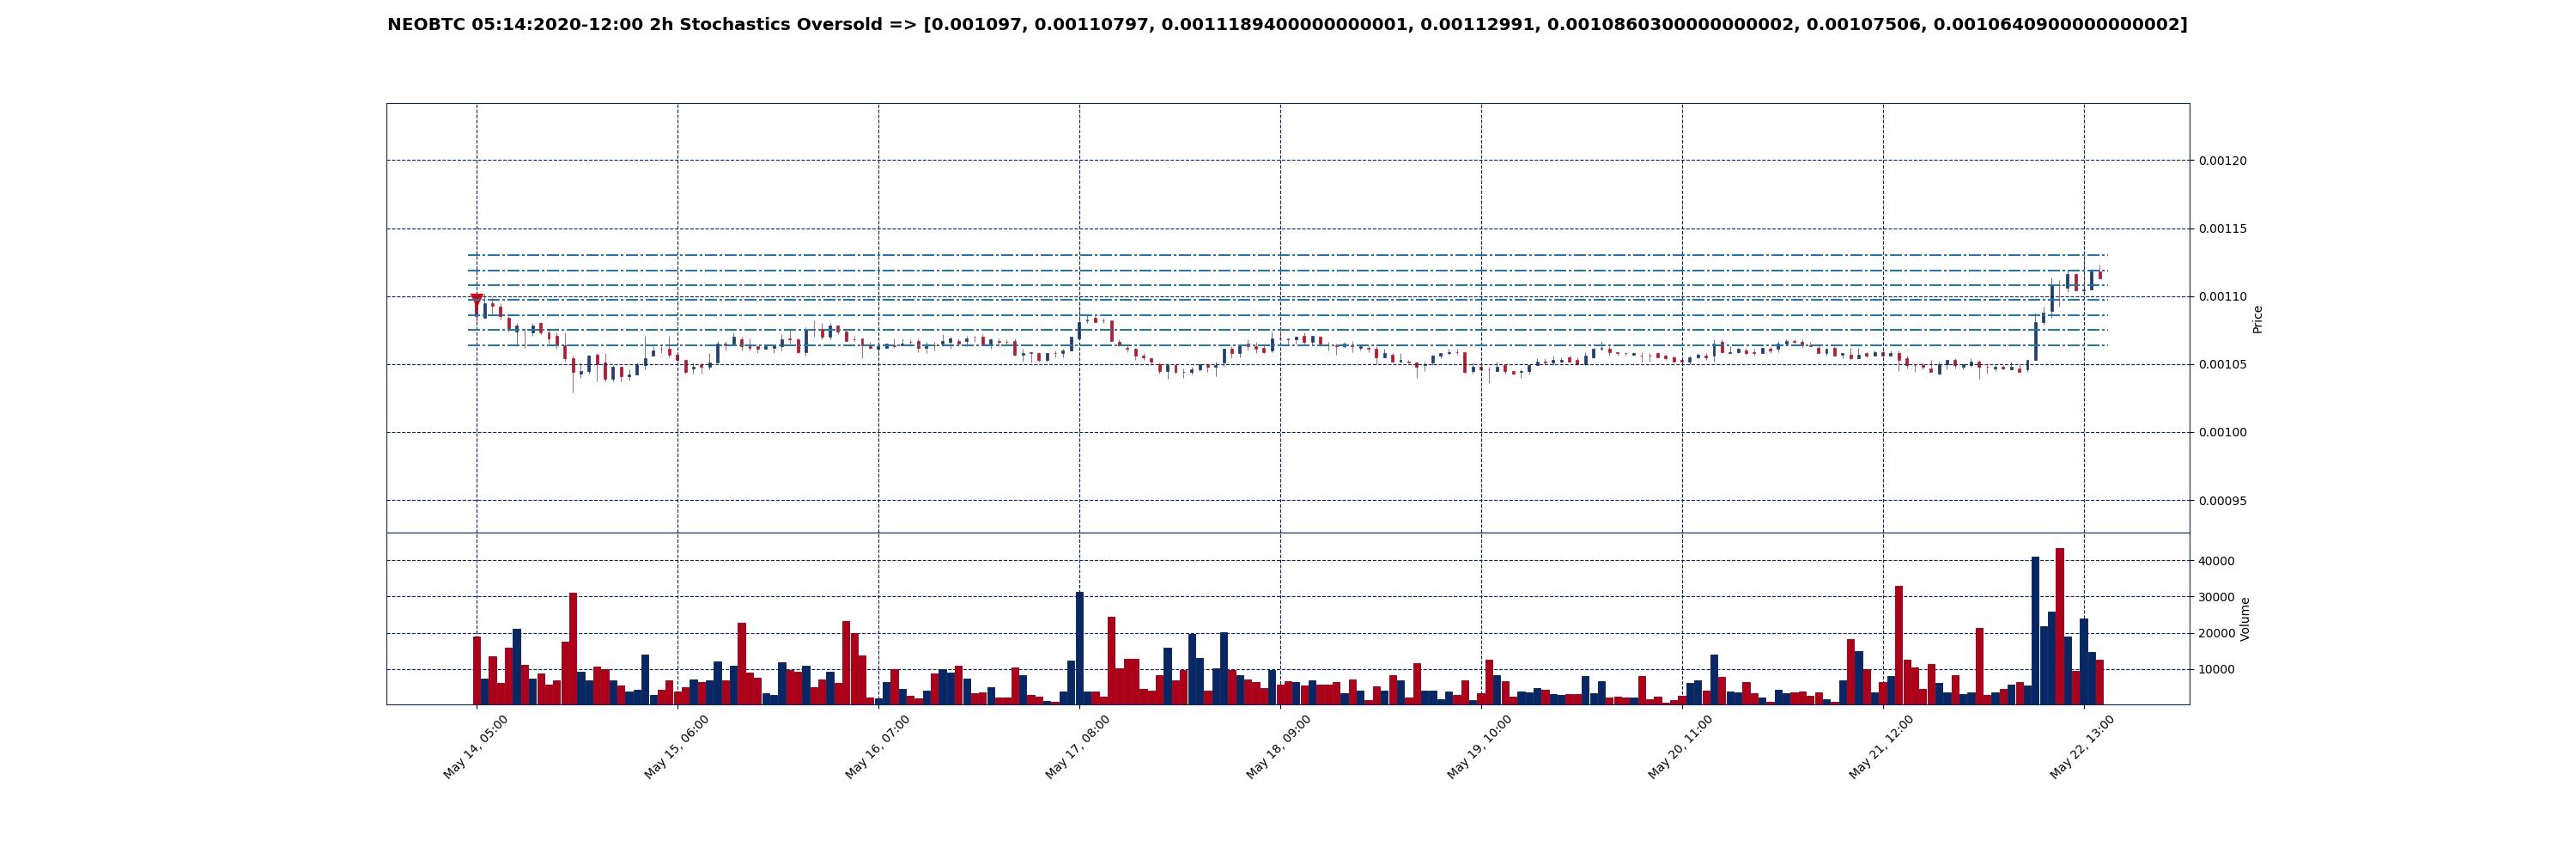 NEOBTC 05:14:2020-12:00 2h Stochastics Oversold => [0.001097, 0.00110797, 0.0011189400000000001, 0.00112991, 0.0010860300000000002, 0.00107506, 0.0010640900000000002]
0.00120
0.00115
0.00110
0.00105
0.00100
0.00095
Price
40000
30000
20000
10000
Volume
May 14, 05:00
May 15, 06:00
May 16, 07:00
May 17, 08:00
May 18, 09:00
May 19, 10:00
May 20, 11:00
May 21, 12:00
May 22, 13:00